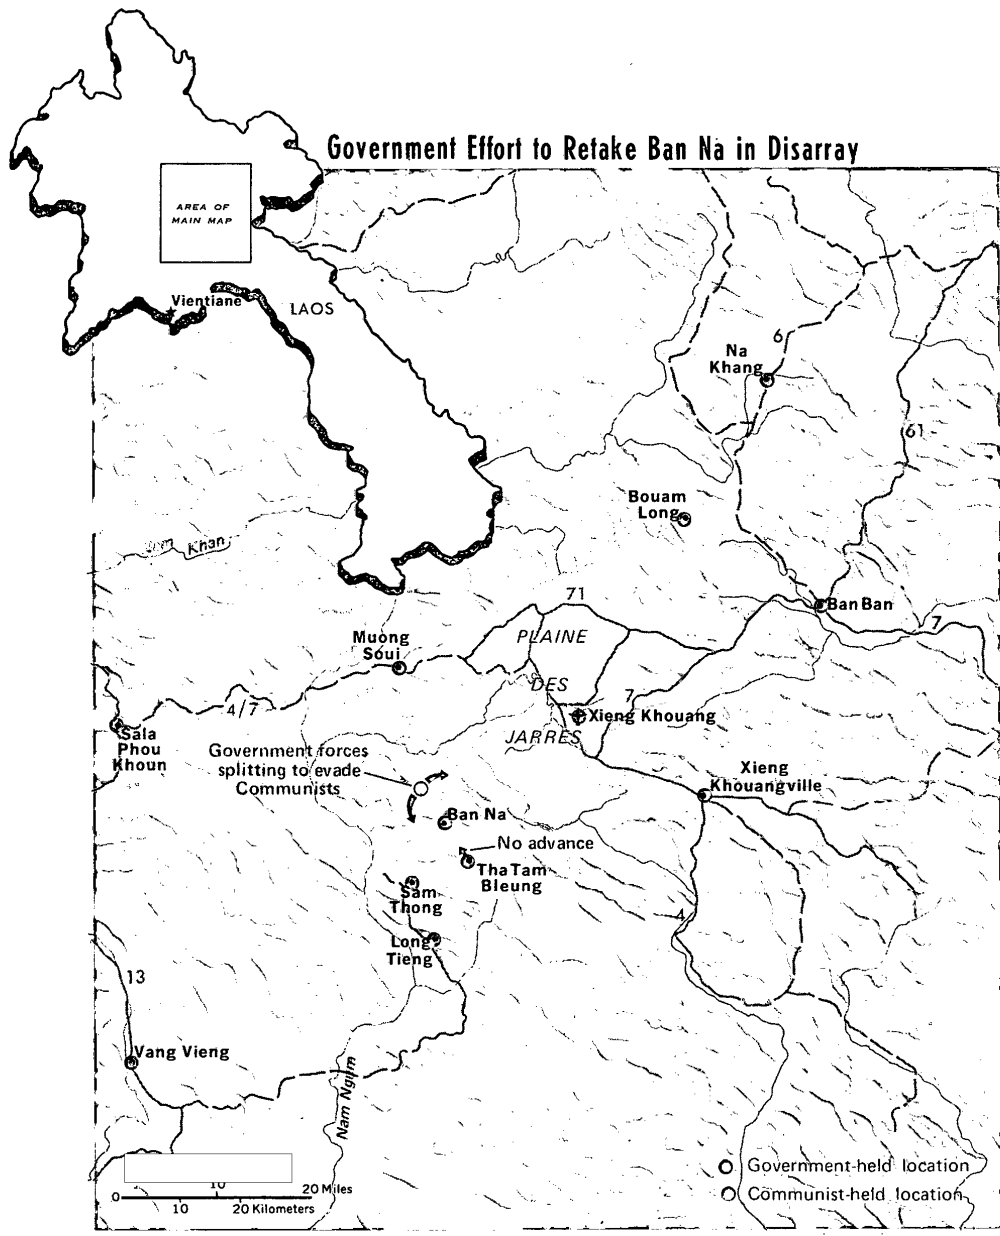 Government Effort to Retake Ban Na in Disarray
AREA OF
MAIN MAP
Vientiane
LAOS
6
Na
Khang
61
Bouam
Long
Khan
71
Ban Ban
7
PLAINE
Muong
Soui
DES
7
4/7
Xieng Khouang
JARRES
Sala
Phou
Khoun
Government forces
splitting to evade
Communists
Xieng
Khouangville
Ban Na
No advance
Tha Tam
Bleung
Sam
Thong
4
Long
Tieng
13
Vang Vieng
Nam Ngum
Government-held location
Communist-held location
0
10
20 Miles
10
20 Kilometers